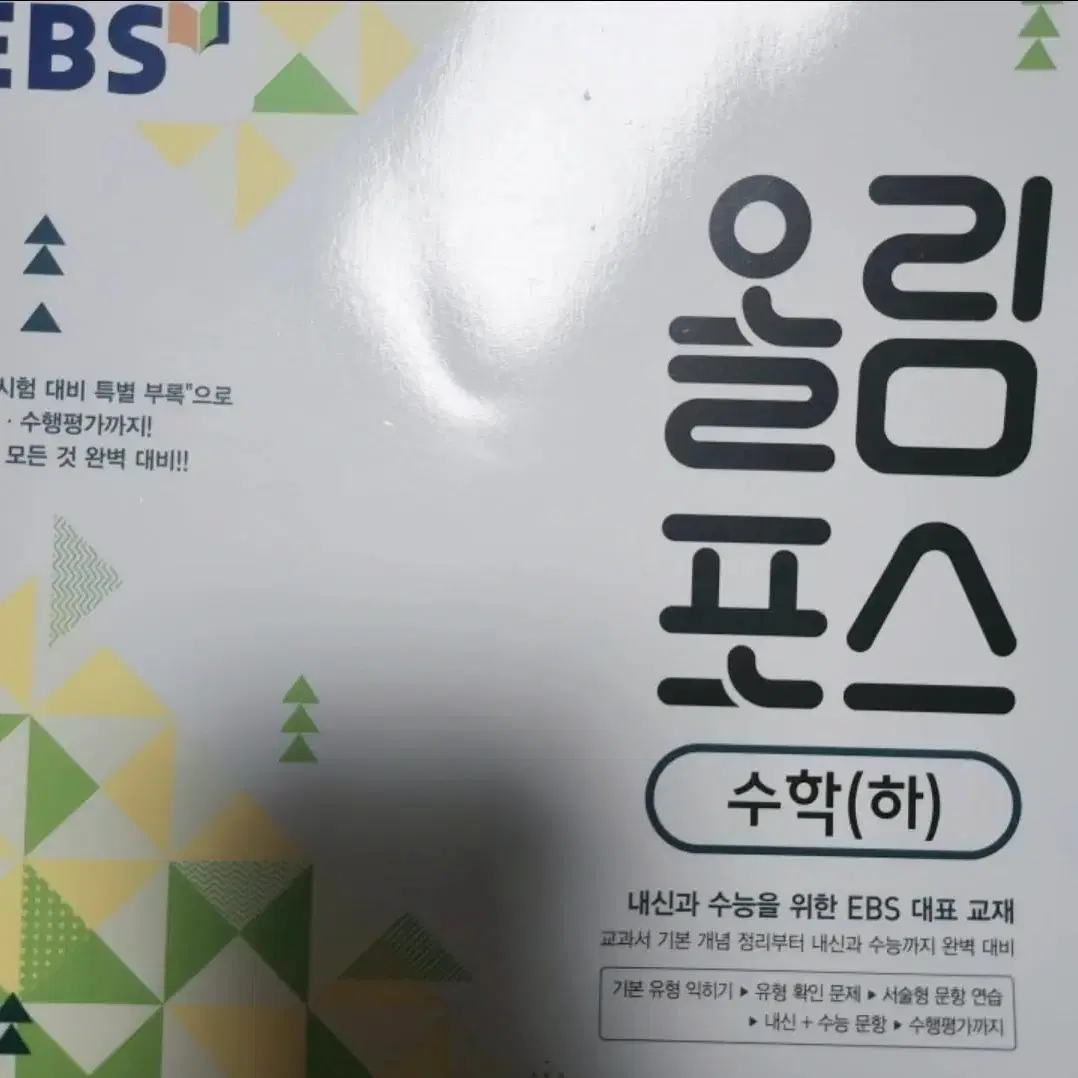 EBS
시험 대비 특별 부록"으로
· 수행평가까지!
모든 것 완벽 대비!!
올림
포스
수학(하)
내신과 수능을 위한 EBS 대표 교재
교과서 기본 개념 정리부터 내신과 수능까지 완벽 대비
기본 유형 익히기 ▶ 유형 확인 문제 ▶ 서술형 문항 연습
▶ 내신 + 수능 문항 ▶ 수행평가까지